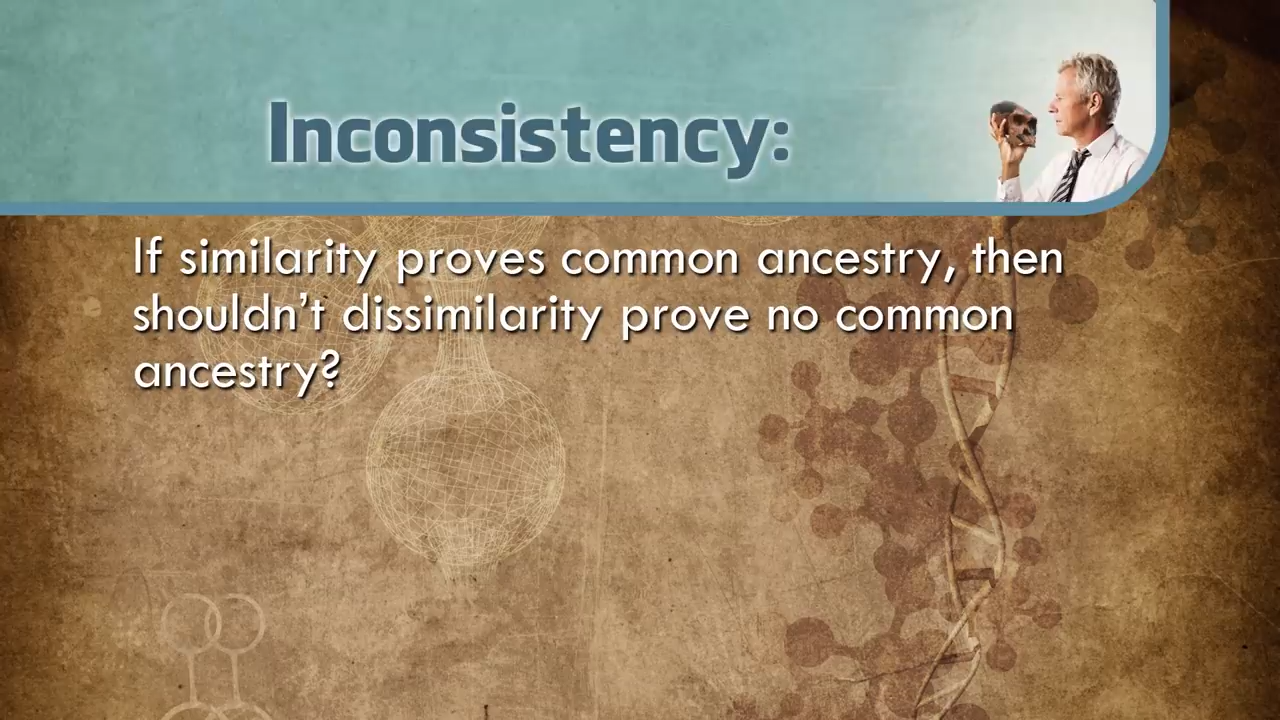 Inconsistency:
If similarity proves common ancestry, then
shouldn’t dissimilarity prove no common
ancestry?